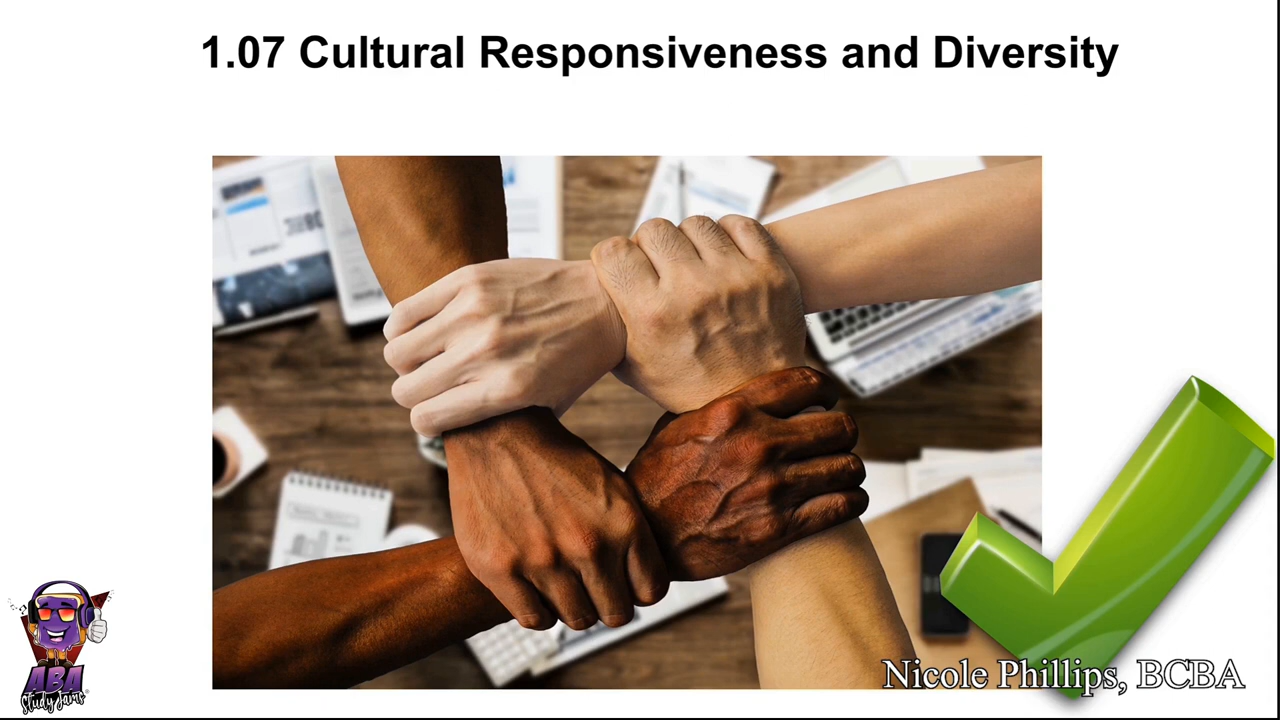 1.07 Cultural Responsiveness and Diversity
ABA
Study Jams
Nicole Phillips, BCBA